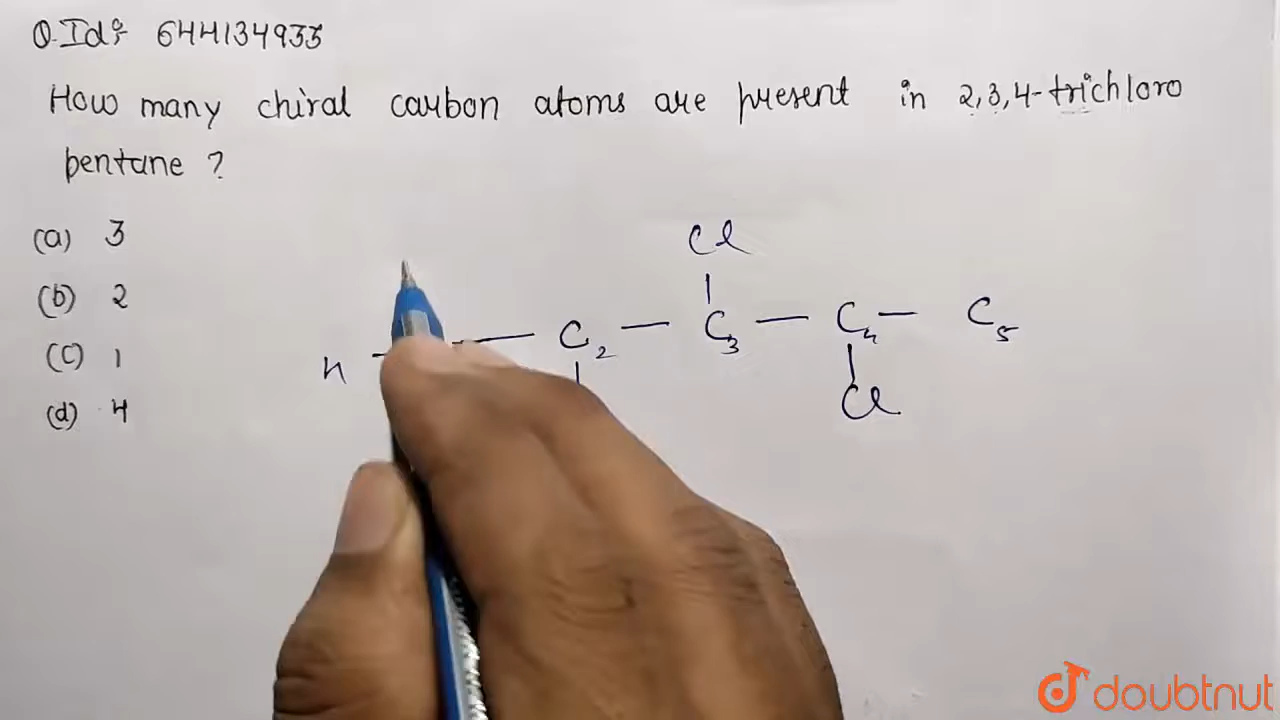 Q.Id:- 644134933
How many chiral carbon atoms are present in 2,3,4-trichloro
pentane ?
(a) 3
(b) 2
(c) 1
(d) 4
Cl
H — C2 — C3 — C4 — C5
Cl
doubtnut